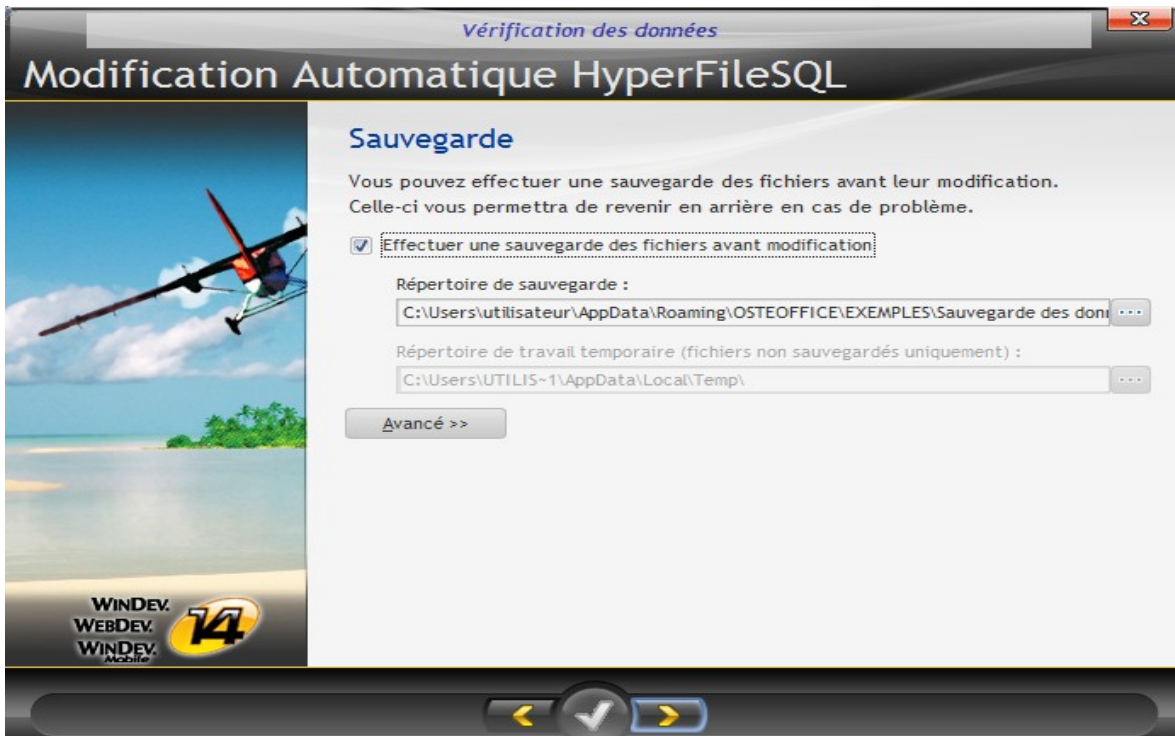 Vérification des données
Modification Automatique HyperFileSQL
Sauvegarde
Vous pouvez effectuer une sauvegarde des fichiers avant leur modification.
Celle-ci vous permettra de revenir en arrière en cas de problème.
Effectuer une sauvegarde des fichiers avant modification
Répertoire de sauvegarde :
C:\Users\utilisateur\AppData\Roaming\OSTEOFFICE\EXEMPLES\Sauvegarde des
Répertoire de travail temporaire (fichiers non sauvegardés uniquement) :
C:\Users\UTILIS~1\AppData\Local\Temp\
Avancé >>
WINDEV.
WEBDEV.
WINDEV.
Mobile
14